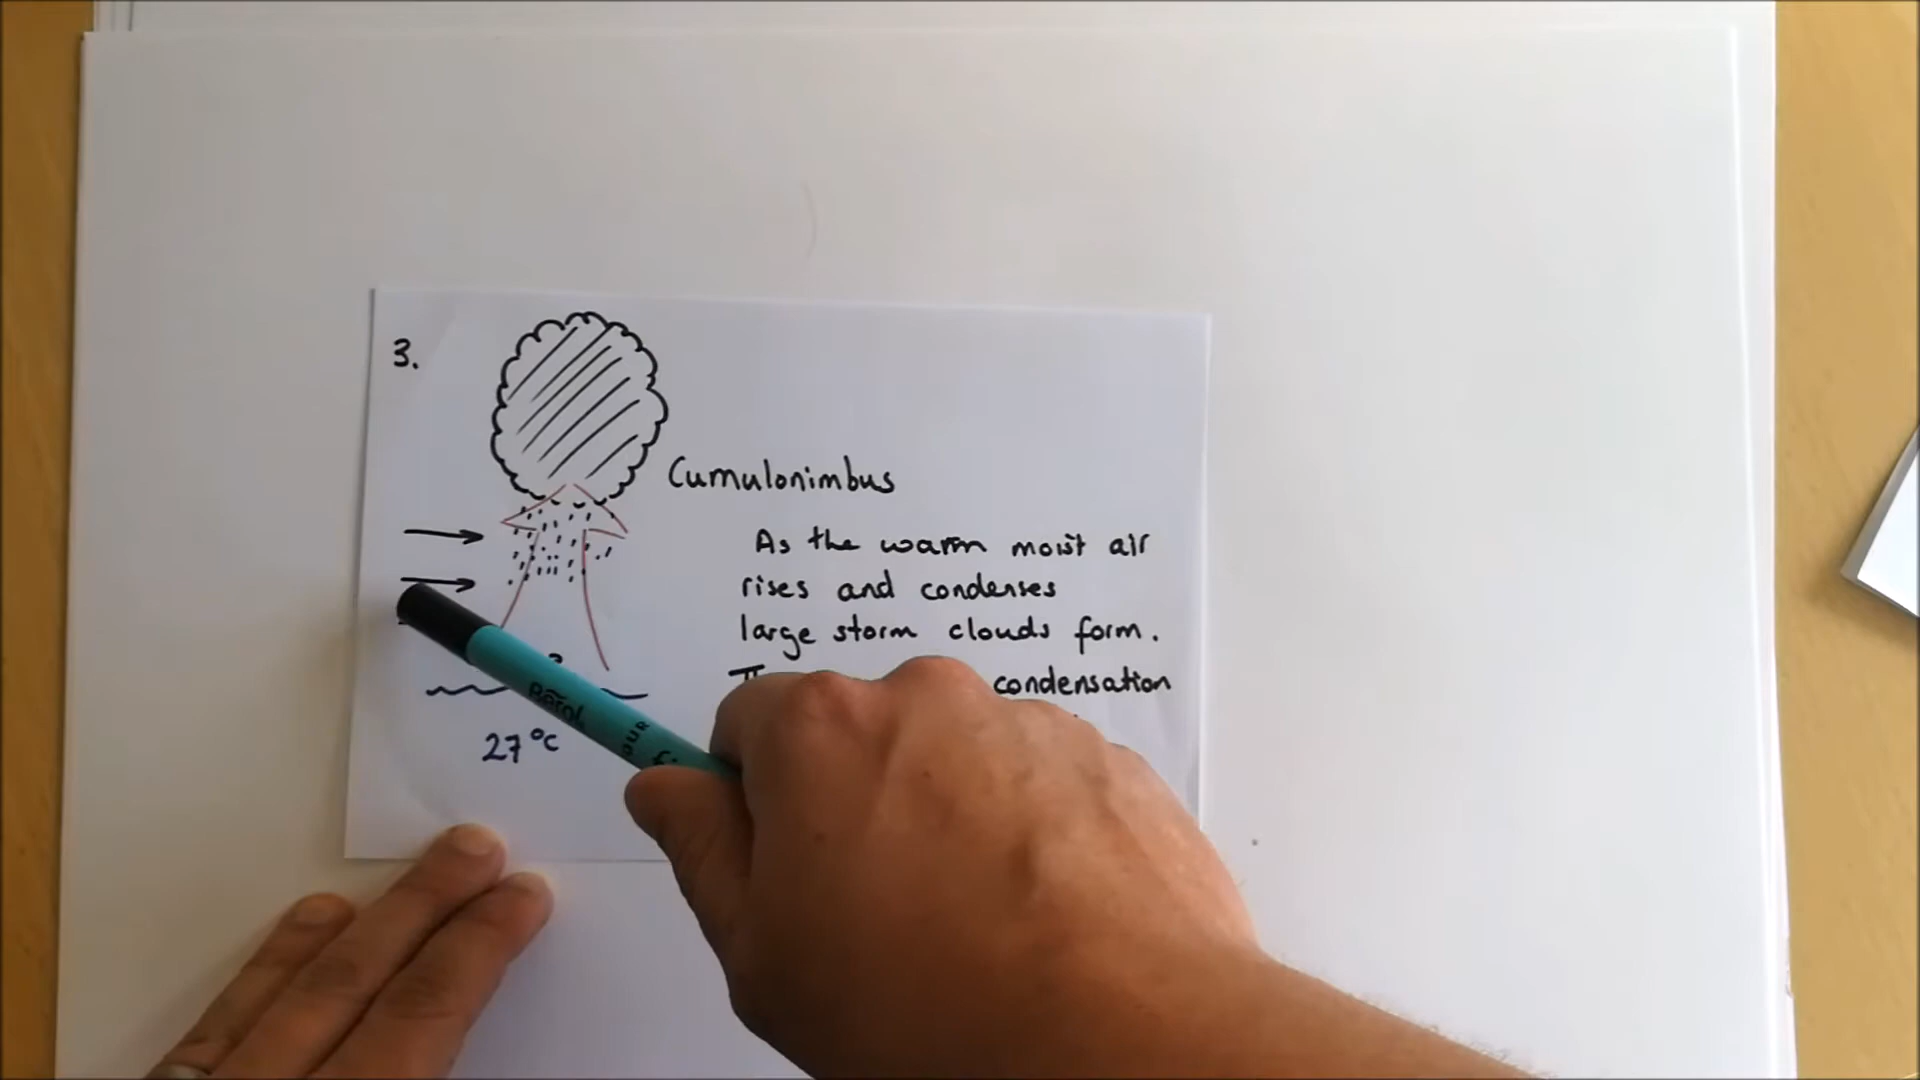 3.
Cumulonimbus
As the warm moist air
rises and condenses
large storm clouds form.
condensation
27°C
Berol